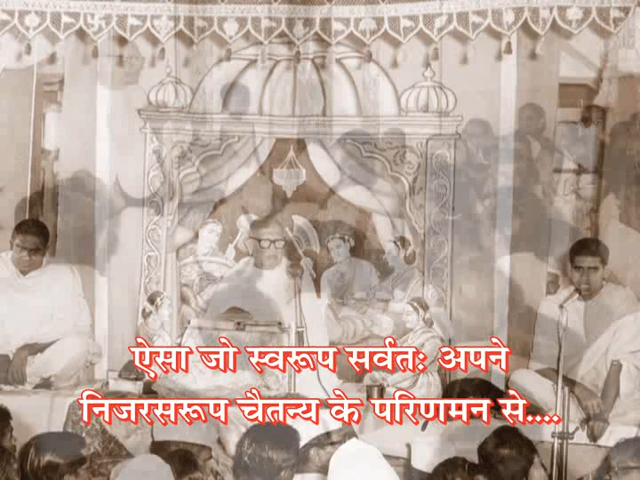 ऐसा जो स्वरूप सर्वत: अपने
निजरसरूप चैतन्य के परिणमन से....